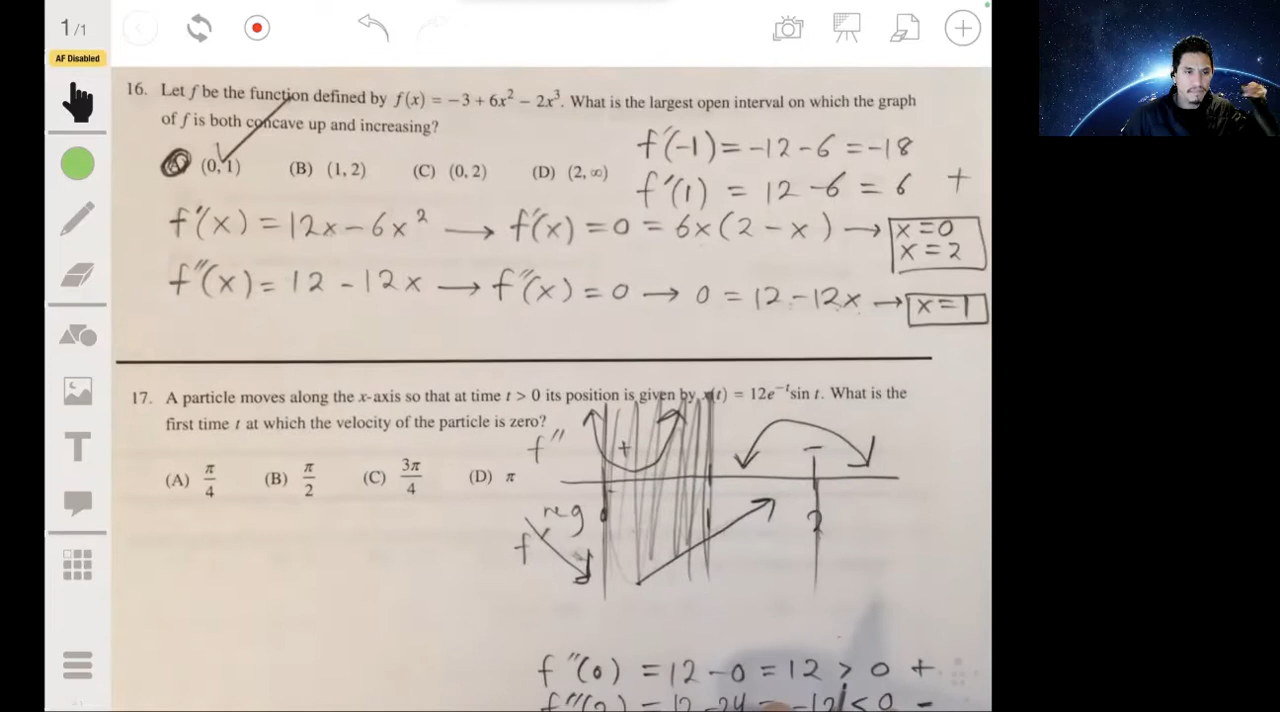 1/1
AF Disabled
16. Let f be the function defined by f(x) = −3 + 6x² − 2x³. What is the largest open interval on which the graph
of f is both concave up and increasing?
(0, 1) (B) (1, 2) (C) (0, 2) (D) (2, ∞)
f'(-1) = -12 - 6 = -18
f'(1) = 12 - 6 = 6 +
f'(x) = 12x - 6x² → f'(x) = 0 = 6x(2 - x) → x = 0
x = 2
f''(x) = 12 - 12x → f''(x) = 0 → 0 = 12 - 12x → x = 1
17. A particle moves along the x-axis so that at time t > 0 its position is given by x(t) = 12e⁻ᵗ sin t. What is the
first time t at which the velocity of the particle is zero?
(A) π/4 (B) π/2 (C) 3π/4 (D) π
f'' + −
neg 0 1 2
f
f''(0) = 12 - 0 = 12 > 0 +
f''(2) = 12 - 24 = -12 < 0 -
T